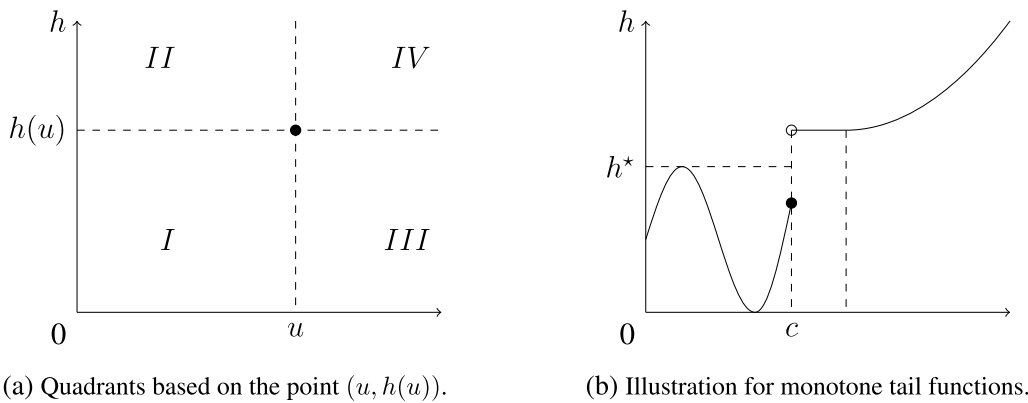 h
II
IV
h(u)
I
III
0
u
(a) Quadrants based on the point (u, h(u)).
h
h⋆
0
c
(b) Illustration for monotone tail functions.